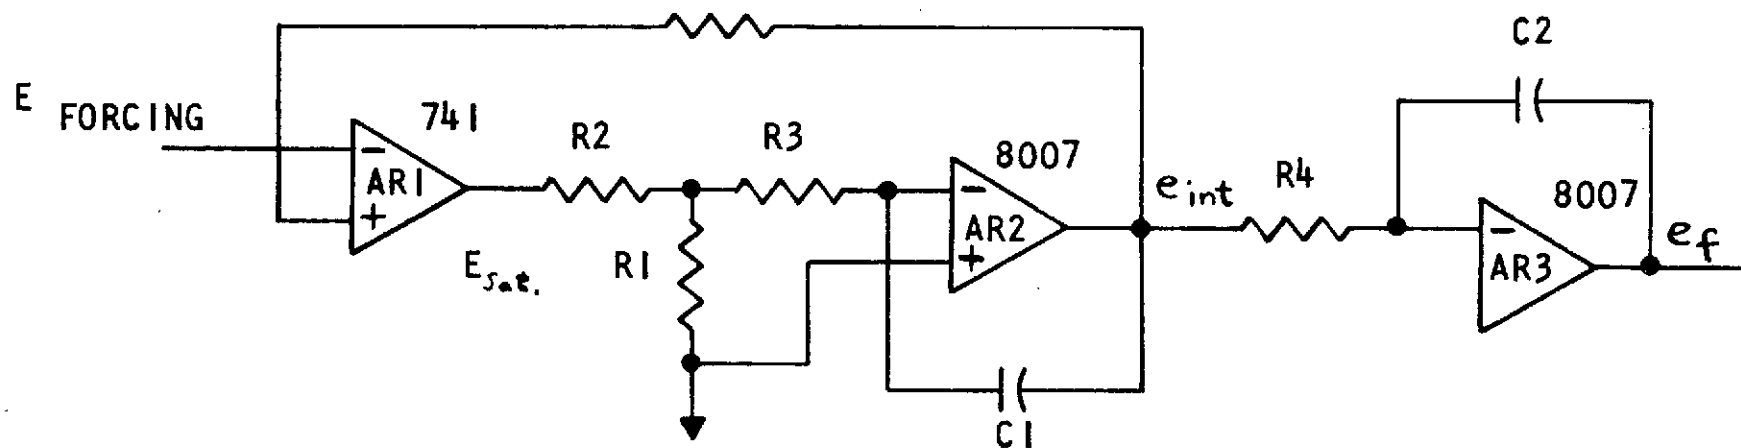 C2
E FORCING
741
R2
R3
8007
e int
R4
8007
AR1
AR2
E sat.
R1
AR3
e f
C1